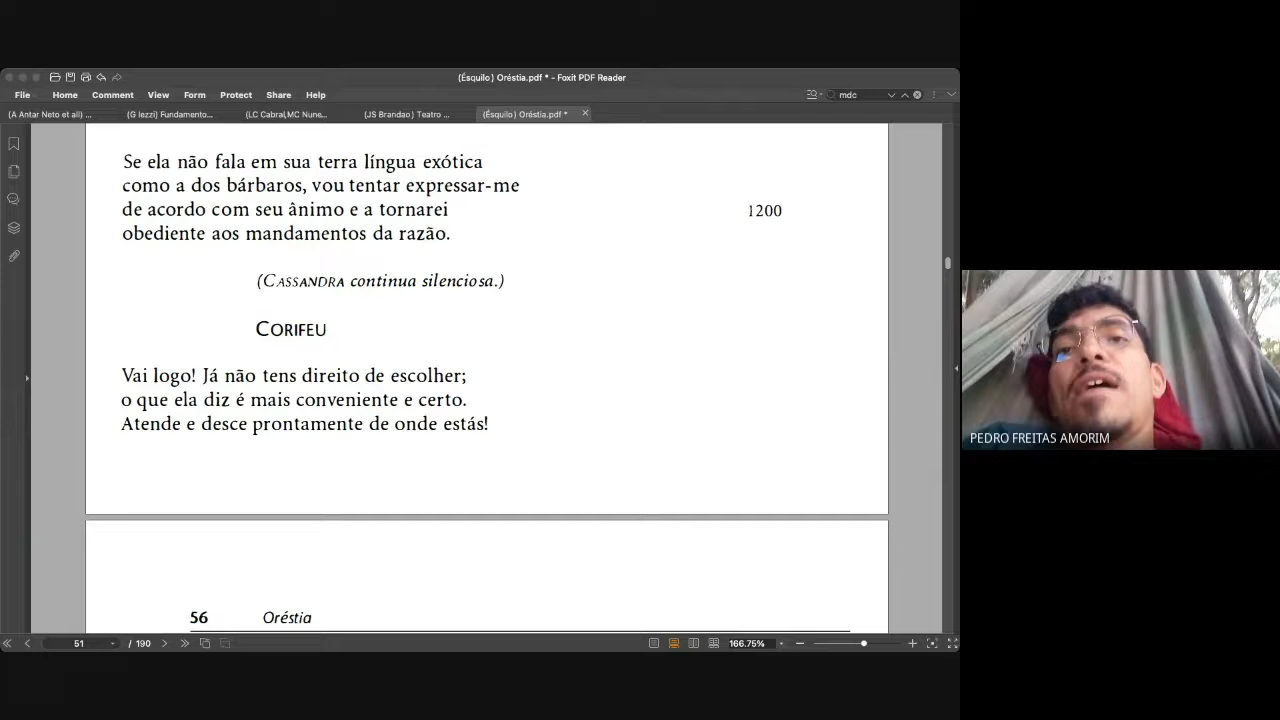 (Ésquilo) Oréstia.pdf * - Foxit PDF Reader
File Home Comment View Form Protect Share Help
mdc
(A Antar Neto et all) ... (G Iezzi) Fundamento... (LC Cabral,MC Nune... (JS Brandao) Teatro ... (Ésquilo) Oréstia.pdf *
Se ela não fala em sua terra língua exótica
como a dos bárbaros, vou tentar expressar-me
de acordo com seu ânimo e a tornarei 1200
obediente aos mandamentos da razão.
(CASSANDRA continua silenciosa.)
CORIFEU
Vai logo! Já não tens direito de escolher;
o que ela diz é mais conveniente e certo.
Atende e desce prontamente de onde estás!
PEDRO FREITAS AMORIM
56 Oréstia
51 / 190 166.75%